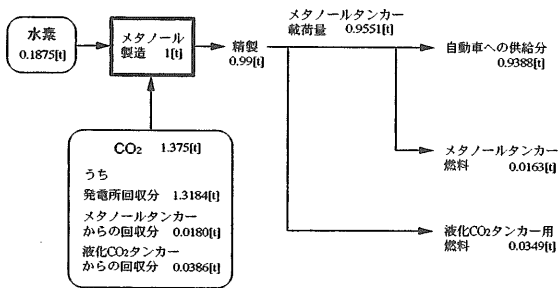 水素
0.1875[t]
メタノール
製造 1[t]
精製
0.99[t]
メタノールタンカー
載荷量 0.9551[t]
自動車への供給分
0.9388[t]
メタノールタンカー
燃料 0.0163[t]
液化CO₂タンカー用
燃料 0.0349[t]
CO₂ 1.375[t]
うち
発電所回収分 1.3184[t]
メタノールタンカー
からの回収分 0.0180[t]
液化CO₂タンカー
からの回収分 0.0386[t]